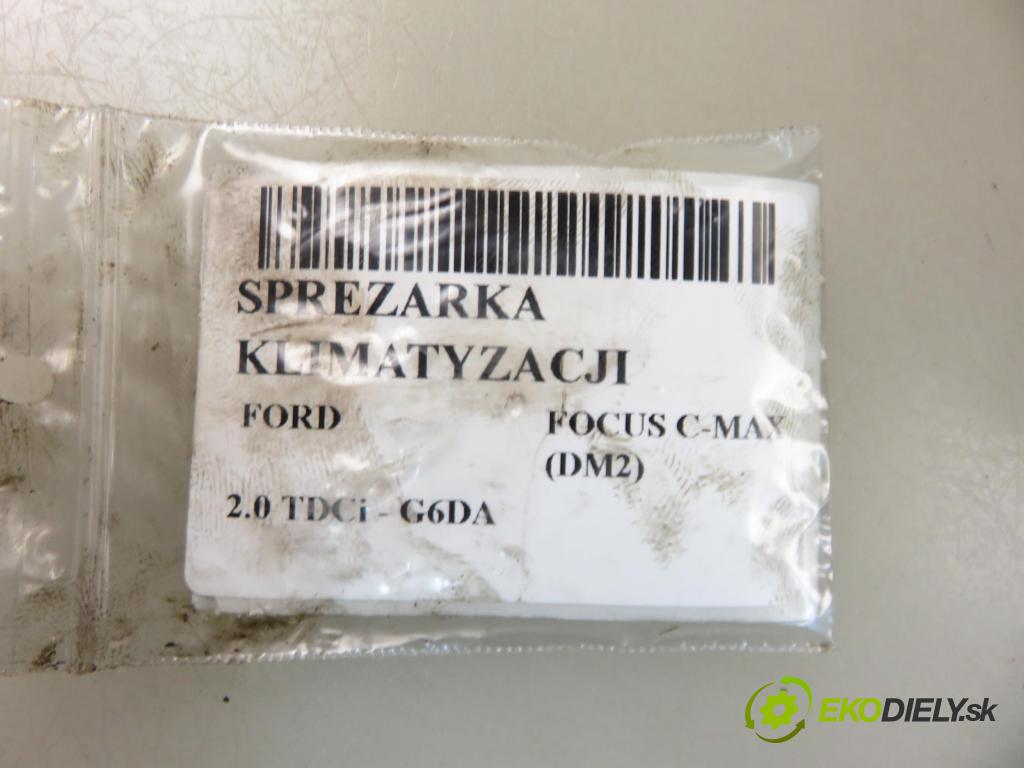 SPREZARKA
KLIMATYZACJI
FORD FOCUS C-MAX
(DM2)
2.0 TDCi - G6DA
EKODIELY.sk